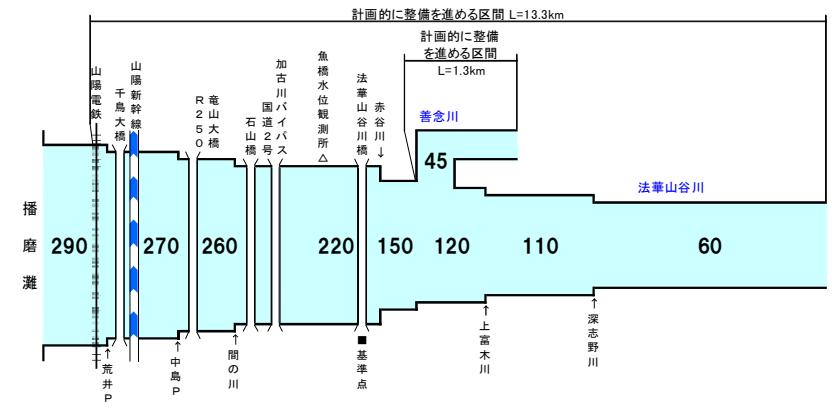 計画的に整備を進める区間 L=13.3km
計画的に整備
を進める区間
L=1.3km
山陽電鉄
千鳥大橋
山陽新幹線
R250
竜山大橋
石山橋
国道2号
加古川バイパス
魚橋水位観測所△
法華山谷川橋
赤谷川↓
善念川
45
法華山谷川
播磨灘
290
270
260
220
150
120
110
60
↑荒井P
↑中島P
↑間の川
■基準点
↑上富木川
↑深志野川